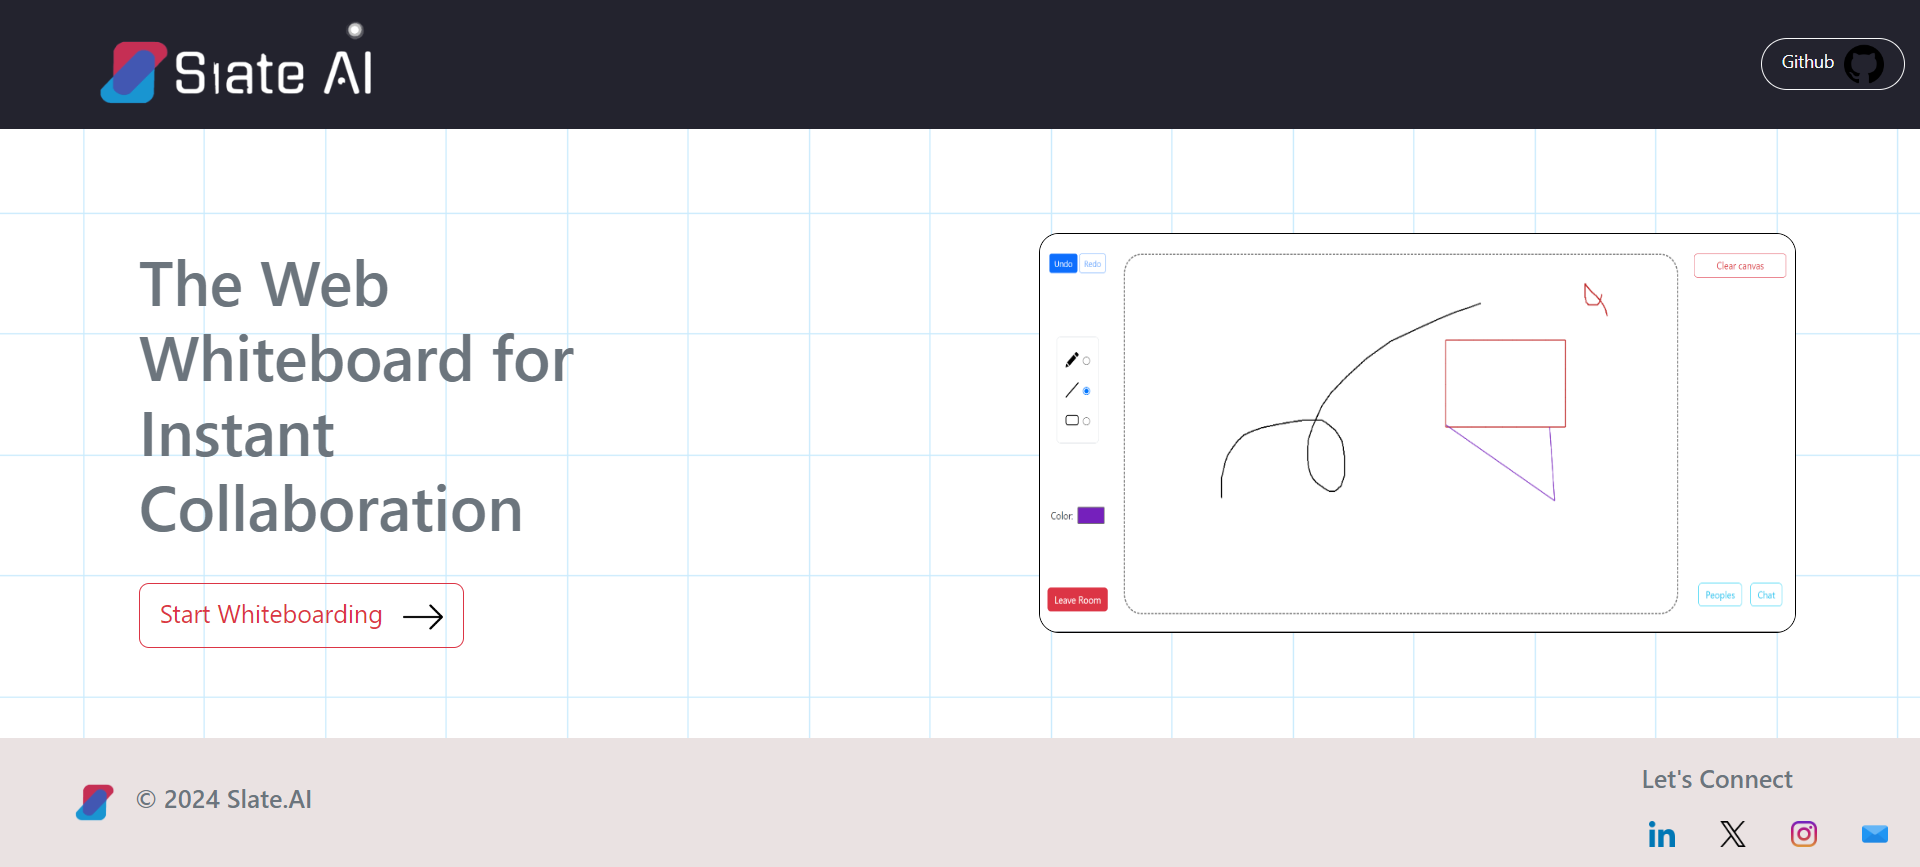 Slate AI
Github
The Web
Whiteboard for
Instant
Collaboration
Start Whiteboarding
Undo Redo
Clear canvas
Color:
Leave Room
Peoples Chat
© 2024 Slate.AI
Let's Connect